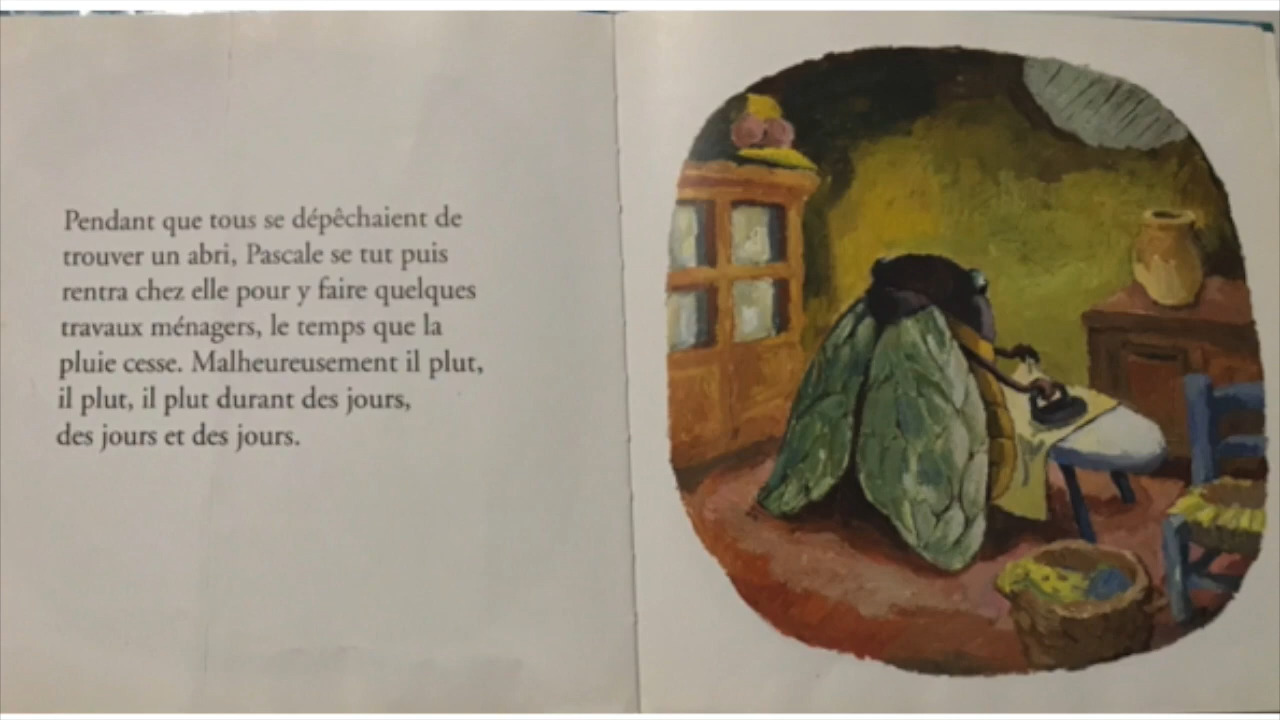 Pendant que tous se dépêchaient de
trouver un abri, Pascale se tut puis
rentra chez elle pour y faire quelques
travaux ménagers, le temps que la
pluie cesse. Malheureusement il plut,
il plut, il plut durant des jours,
des jours et des jours.